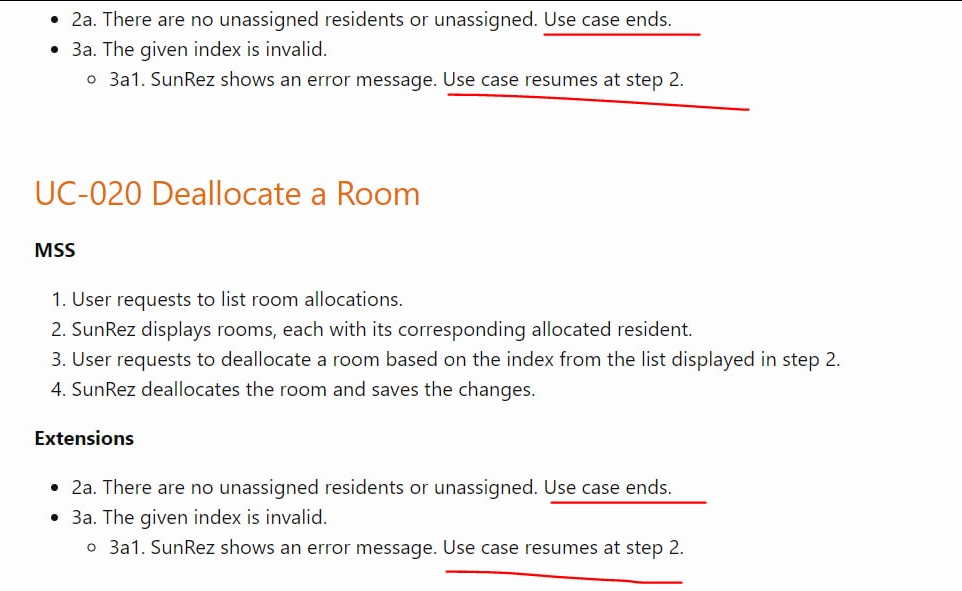 • 2a. There are no unassigned residents or unassigned. Use case ends.
• 3a. The given index is invalid.
○ 3a1. SunRez shows an error message. Use case resumes at step 2.
UC-020 Deallocate a Room
MSS
1. User requests to list room allocations.
2. SunRez displays rooms, each with its corresponding allocated resident.
3. User requests to deallocate a room based on the index from the list displayed in step 2.
4. SunRez deallocates the room and saves the changes.
Extensions
• 2a. There are no unassigned residents or unassigned. Use case ends.
• 3a. The given index is invalid.
○ 3a1. SunRez shows an error message. Use case resumes at step 2.